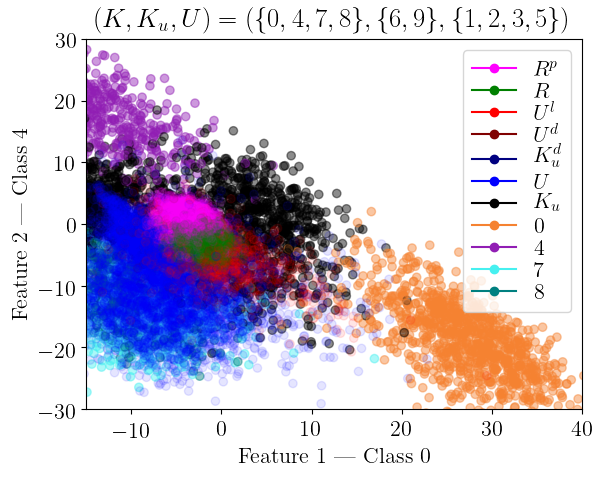 (K, K_u, U) = ({0, 4, 7, 8}, {6, 9}, {1, 2, 3, 5})
30
20
10
0
−10
−20
−30
Feature 2 — Class 4
R^p
R
U^l
U^d
K_u^d
U
K_u
0
4
7
8
−10
0
10
20
30
40
Feature 1 — Class 0